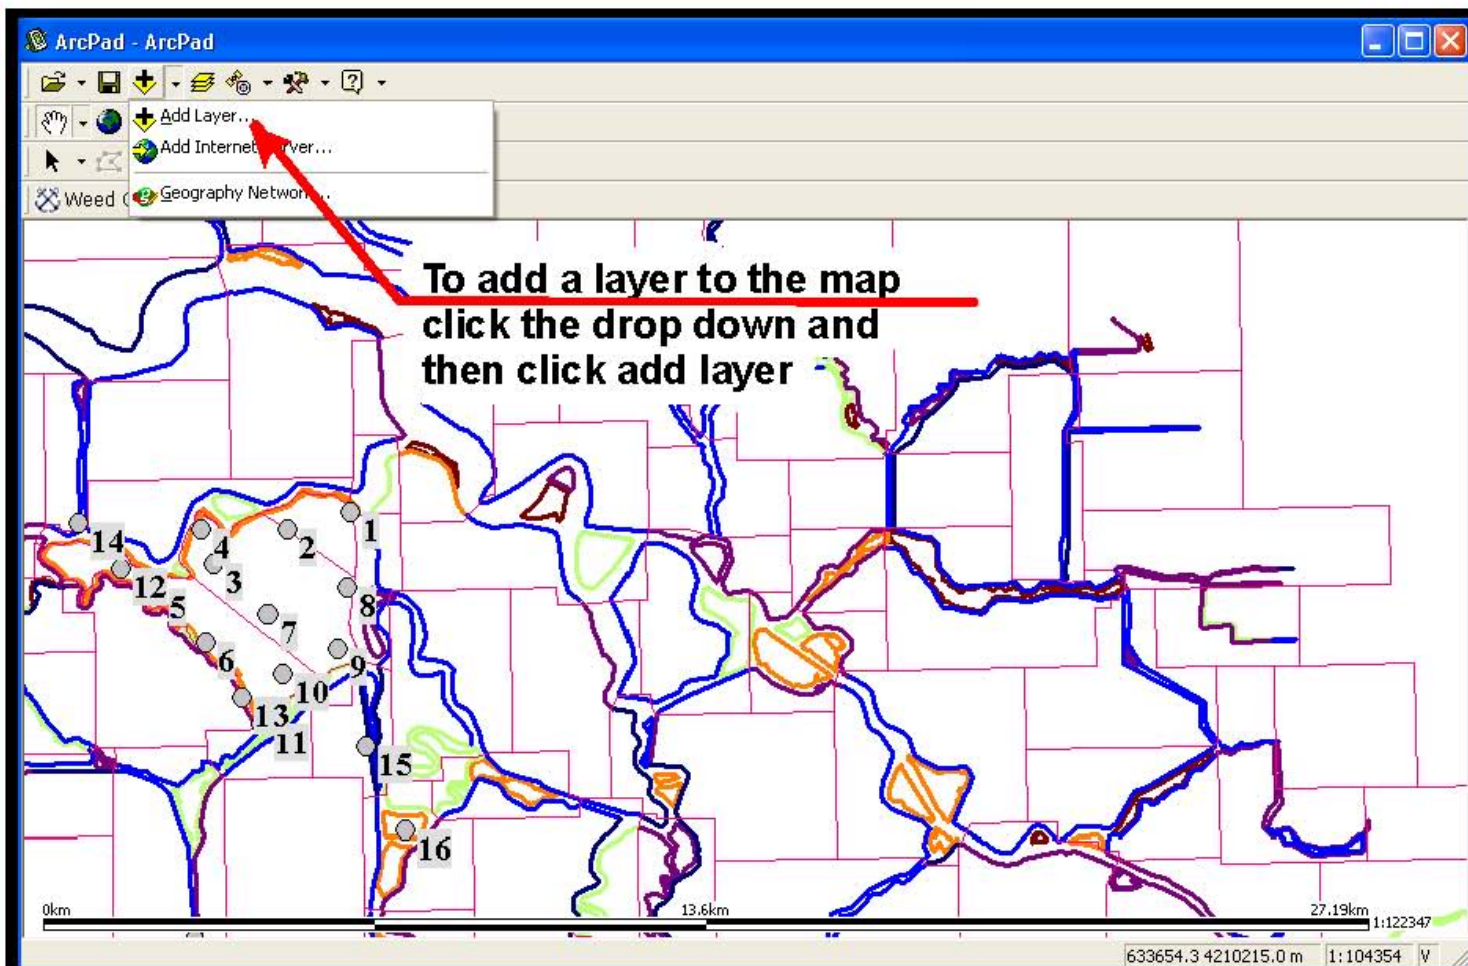 ArcPad - ArcPad
Add Layer...
Add Internet
Geography
Weed
To add a layer to the map
click the drop down and
then click add layer
1
2
4
14
3
12
8
5
7
6
9
10
13
11
15
16
0km 13.6km 27.19km
1:122347
633654.3 4210215.0 m 1:104354 V